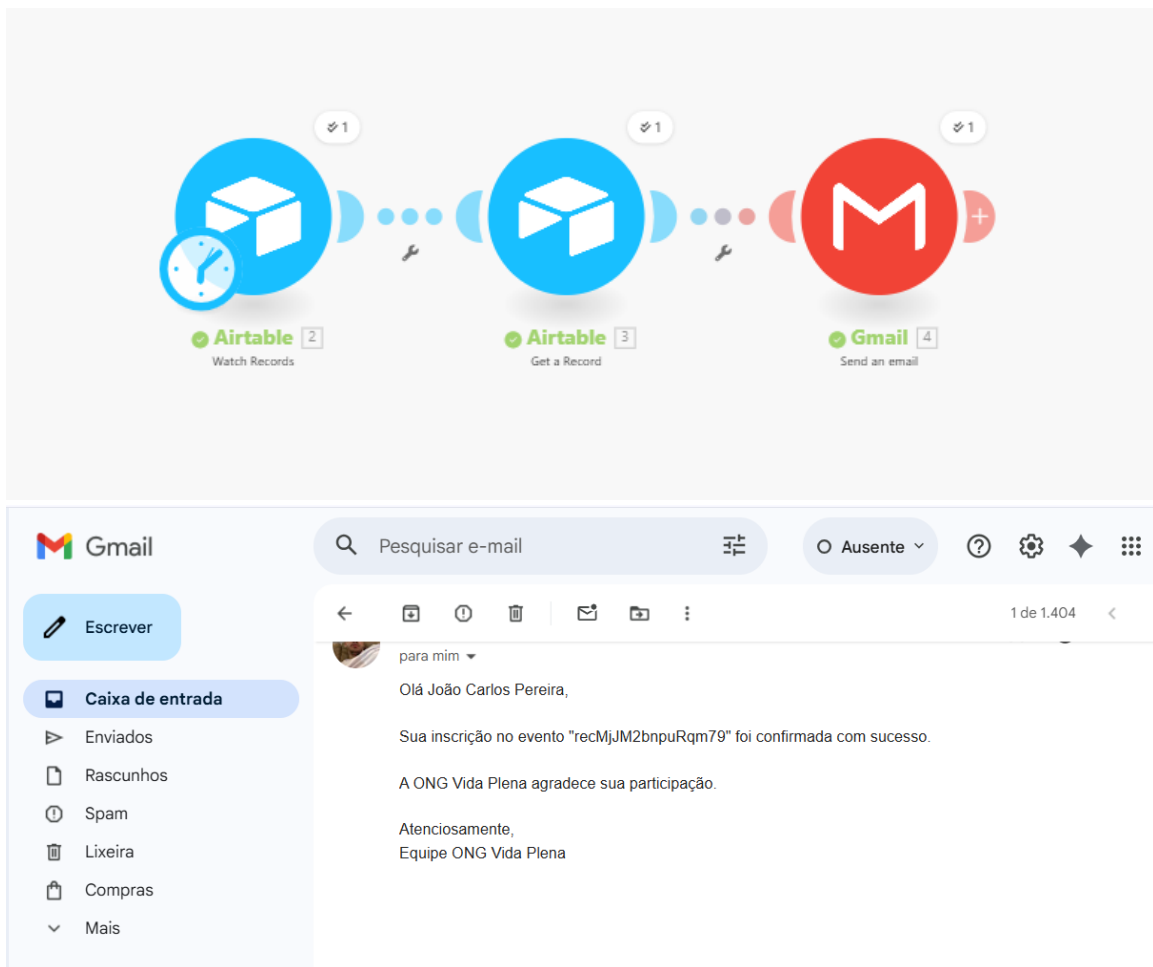 1
1
1
Airtable 2
Watch Records
Airtable 3
Get a Record
Gmail 4
Send an email
Gmail
Pesquisar e-mail
Ausente
Escrever
1 de 1.404
para mim
Caixa de entrada
Enviados
Rascunhos
Spam
Lixeira
Compras
Mais
Olá João Carlos Pereira,
Sua inscrição no evento "recMjJM2bnpuRqm79" foi confirmada com sucesso.
A ONG Vida Plena agradece sua participação.
Atenciosamente,
Equipe ONG Vida Plena